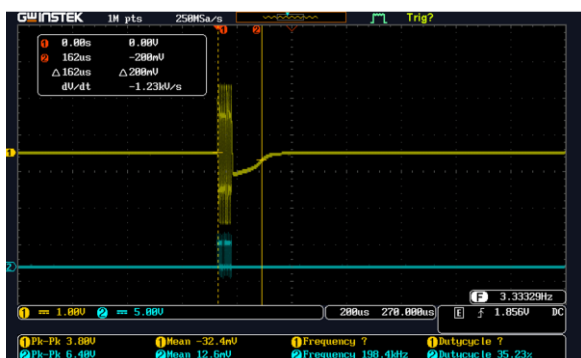 GWINSTEK 1M pts 250MSa/s Trig?
1 0.00s 0.00V
2 162us -200mV
△162us △200mV
dV/dt -1.23kV/s
1 2
1
2
F 3.33329Hz
1 1.00V 2 5.00V 200us 270.000us E 1.856V DC
1 Pk-Pk 3.80V 1 Mean -32.4mV 1 Frequency ? 1 Dutycycle ?
2 Pk-Pk 6.40V 2 Mean 12.6mV 2 Frequency 198.4kHz 2 Dutycycle 35.23%